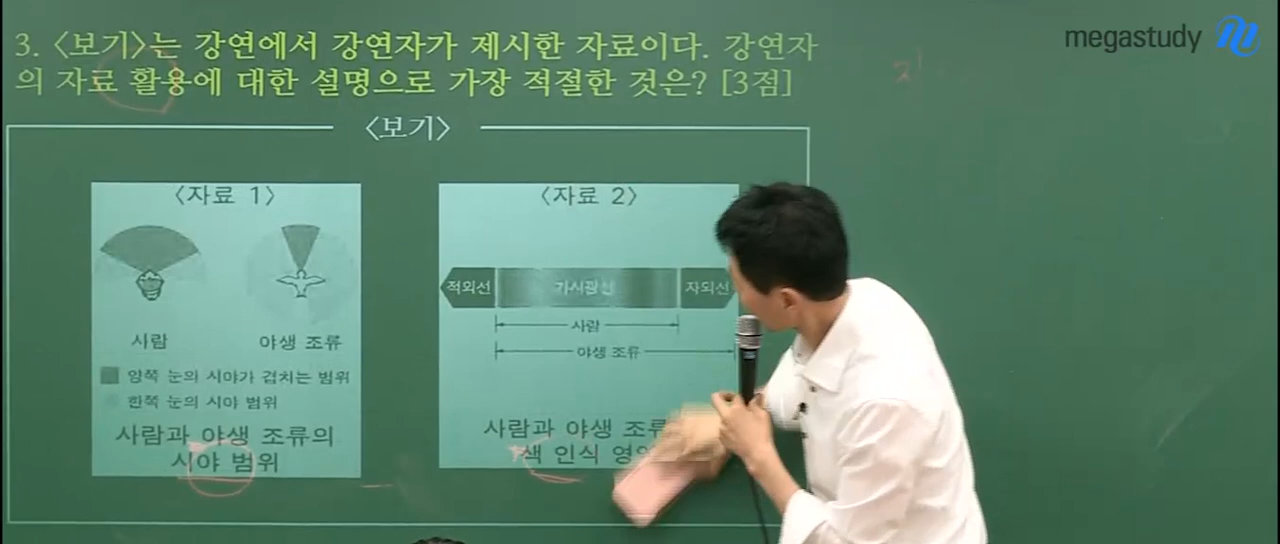 megastudy
3. 〈보기〉는 강연에서 강연자가 제시한 자료이다. 강연자
의 자료 활용에 대한 설명으로 가장 적절한 것은? [3점]
〈보기〉
〈자료 1〉
사람
야생 조류
양쪽 눈의 시야가 겹치는 범위
한쪽 눈의 시야 범위
사람과 야생 조류의
시야 범위
〈자료 2〉
적외선
가시광선
자외선
사람
야생 조류
사람과 야생 조류
색 인식